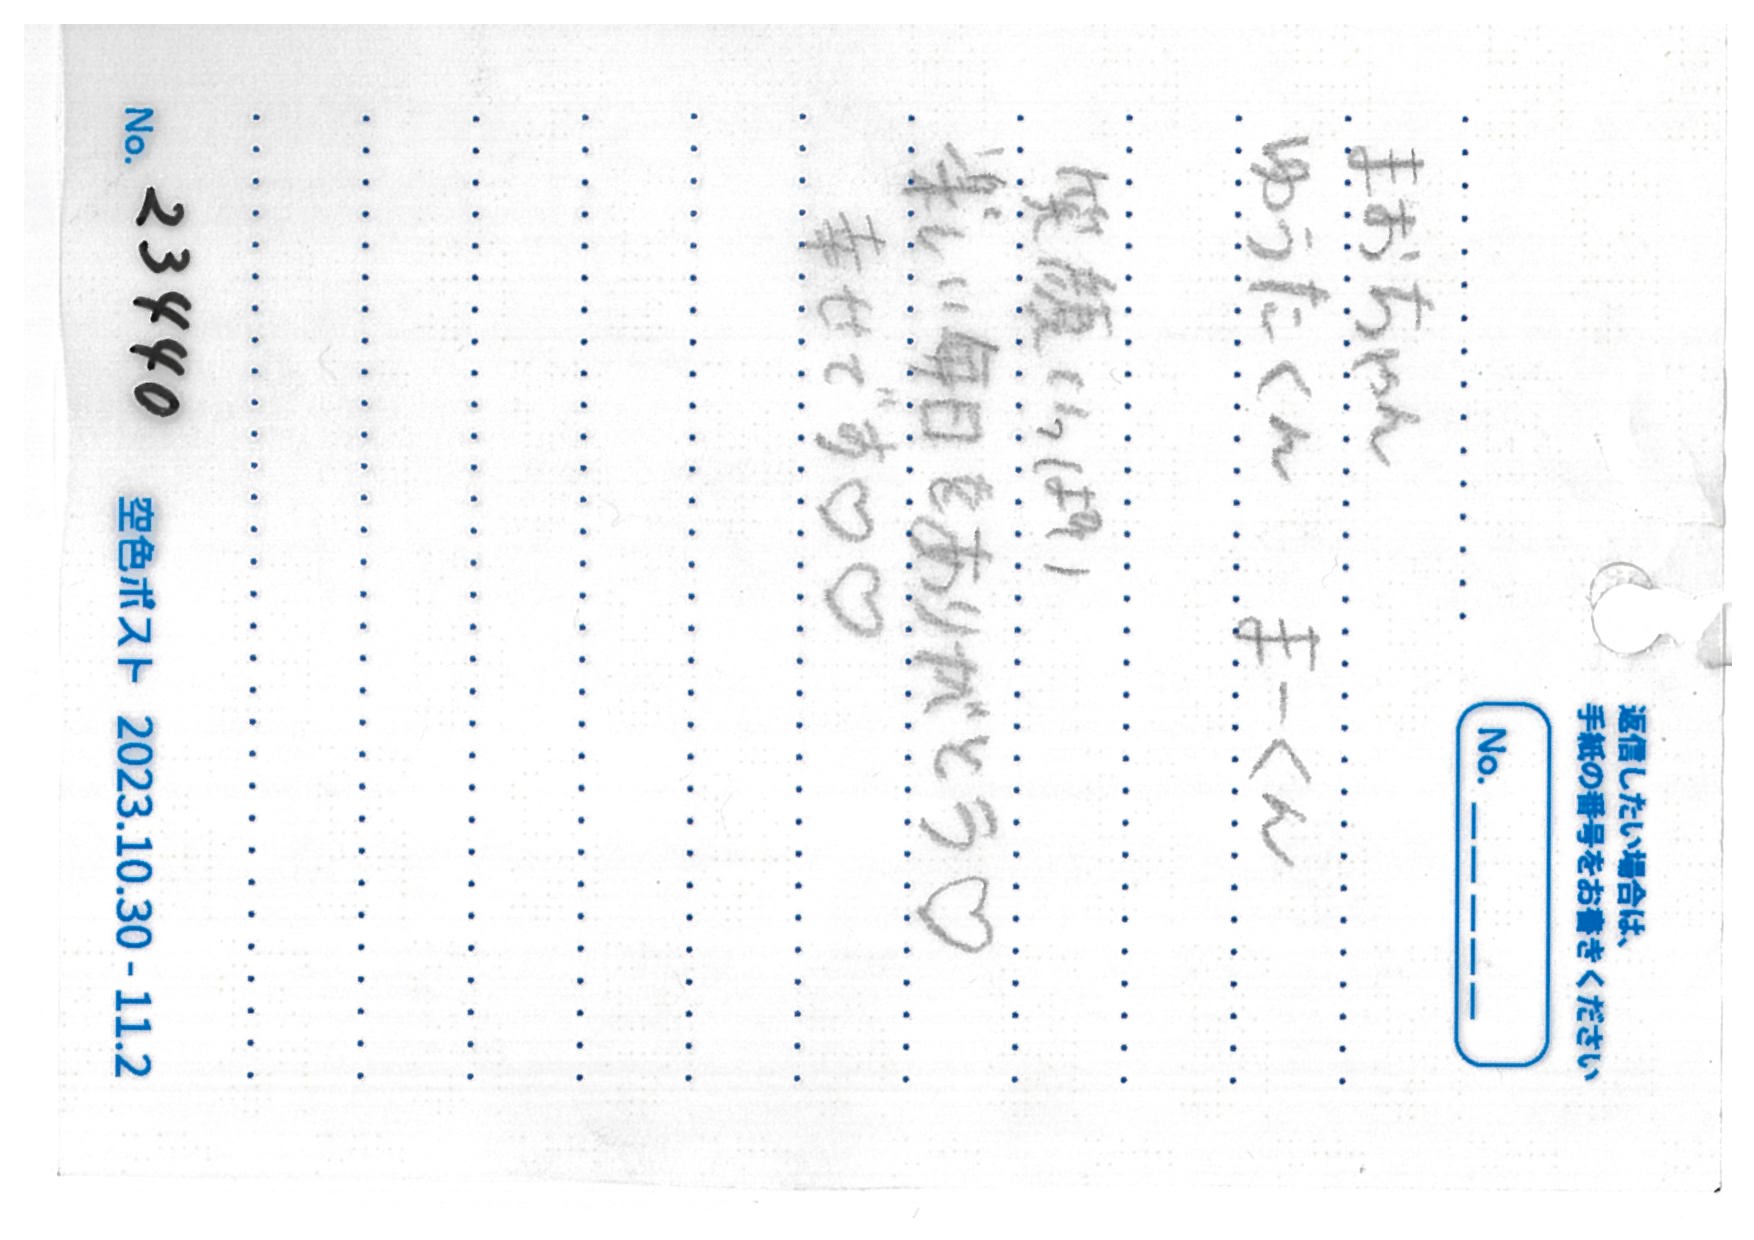 返信したい場合は、
手紙の番号をお書きください
No. _ _ _ _ _
まおちゃん
ゆうたくん　まーくん
笑顔いっぱい
楽しい毎日をありがとう♡
幸せです♡♡
No. 23440　空色ポスト 2023.10.30 - 11.2